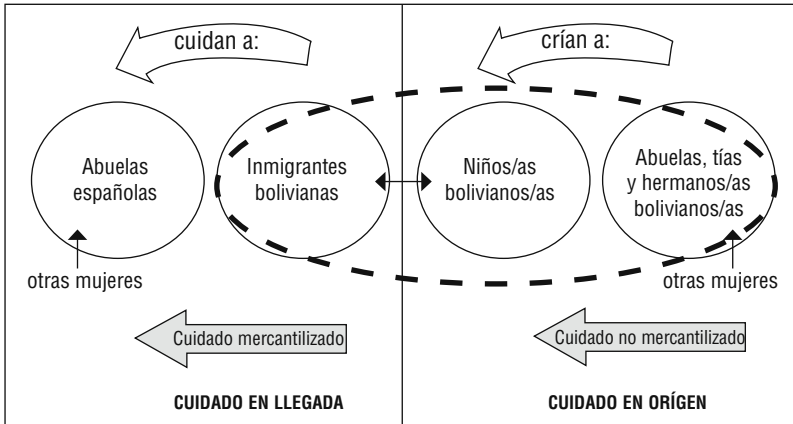 cuidan a:
crían a:
Abuelas
españolas
Inmigrantes
bolivianas
Niños/as
bolivianos/as
Abuelas, tías
y hermanos/as
bolivianos/as
otras mujeres
otras mujeres
Cuidado mercantilizado
Cuidado no mercantilizado
CUIDADO EN LLEGADA
CUIDADO EN ORÍGEN